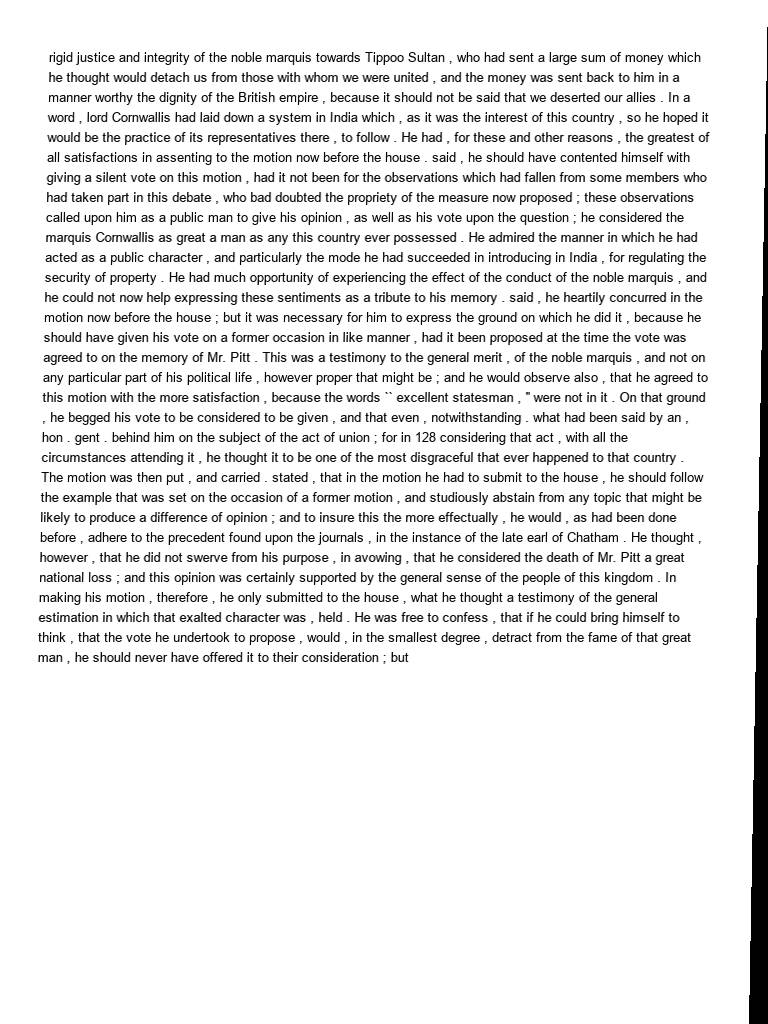 rigid justice and integrity of the noble marquis towards Tippoo Sultan , who had sent a large sum of money which
he thought would detach us from those with whom we were united , and the money was sent back to him in a
manner worthy the dignity of the British empire , because it should not be said that we deserted our allies . In a
word , lord Cornwallis had laid down a system in India which , as it was the interest of this country , so he hoped it
would be the practice of its representatives there , to follow . He had , for these and other reasons , the greatest of
all satisfactions in assenting to the motion now before the house . said , he should have contented himself with
giving a silent vote on this motion , had it not been for the observations which had fallen from some members who
had taken part in this debate , who bad doubted the propriety of the measure now proposed ; these observations
called upon him as a public man to give his opinion , as well as his vote upon the question ; he considered the
marquis Cornwallis as great a man as any this country ever possessed . He admired the manner in which he had
acted as a public character , and particularly the mode he had succeeded in introducing in India , for regulating the
security of property . He had much opportunity of experiencing the effect of the conduct of the noble marquis , and
he could not now help expressing these sentiments as a tribute to his memory . said , he heartily concurred in the
motion now before the house ; but it was necessary for him to express the ground on which he did it , because he
should have given his vote on a former occasion in like manner , had it been proposed at the time the vote was
agreed to on the memory of Mr. Pitt . This was a testimony to the general merit , of the noble marquis , and not on
any particular part of his political life , however proper that might be ; and he would observe also , that he agreed to
this motion with the more satisfaction , because the words `` excellent statesman , '' were not in it . On that ground
, he begged his vote to be considered to be given , and that even , notwithstanding . what had been said by an ,
hon . gent . behind him on the subject of the act of union ; for in 128 considering that act , with all the
circumstances attending it , he thought it to be one of the most disgraceful that ever happened to that country .
The motion was then put , and carried . stated , that in the motion he had to submit to the house , he should follow
the example that was set on the occasion of a former motion , and studiously abstain from any topic that might be
likely to produce a difference of opinion ; and to insure this the more effectually , he would , as had been done
before , adhere to the precedent found upon the journals , in the instance of the late earl of Chatham . He thought ,
however , that he did not swerve from his purpose , in avowing , that he considered the death of Mr. Pitt a great
national loss ; and this opinion was certainly supported by the general sense of the people of this kingdom . In
making his motion , therefore , he only submitted to the house , what he thought a testimony of the general
estimation in which that exalted character was , held . He was free to confess , that if he could bring himself to
think , that the vote he undertook to propose , would , in the smallest degree , detract from the fame of that great
man , he should never have offered it to their consideration ; but